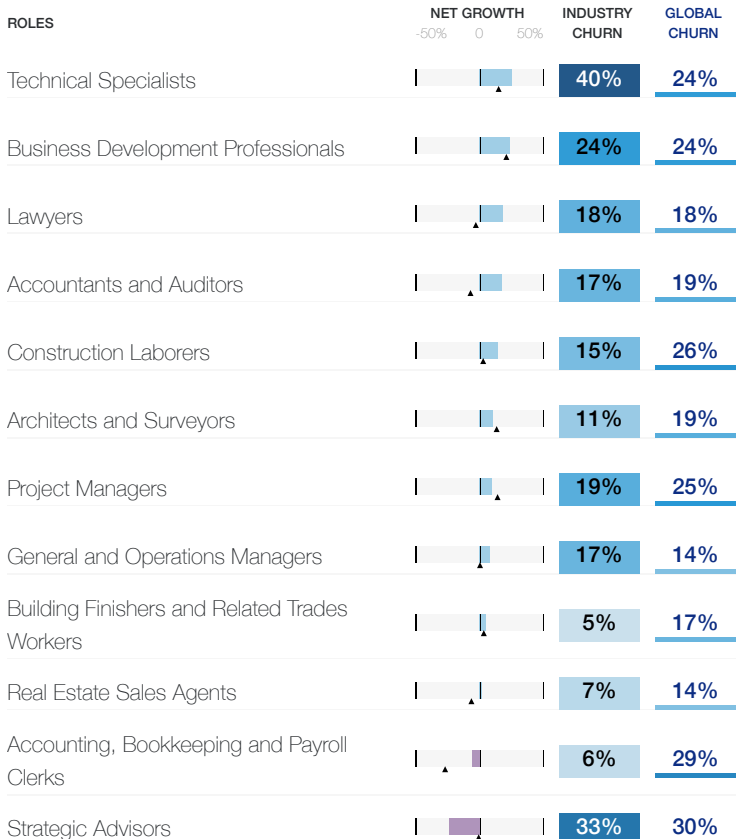 ROLES NET GROWTH INDUSTRY CHURN GLOBAL CHURN
-50% 0 50%
Technical Specialists 40% 24%
Business Development Professionals 24% 24%
Lawyers 18% 18%
Accountants and Auditors 17% 19%
Construction Laborers 15% 26%
Architects and Surveyors 11% 19%
Project Managers 19% 25%
General and Operations Managers 17% 14%
Building Finishers and Related Trades
Workers 5% 17%
Real Estate Sales Agents 7% 14%
Accounting, Bookkeeping and Payroll
Clerks 6% 29%
Strategic Advisors 33% 30%